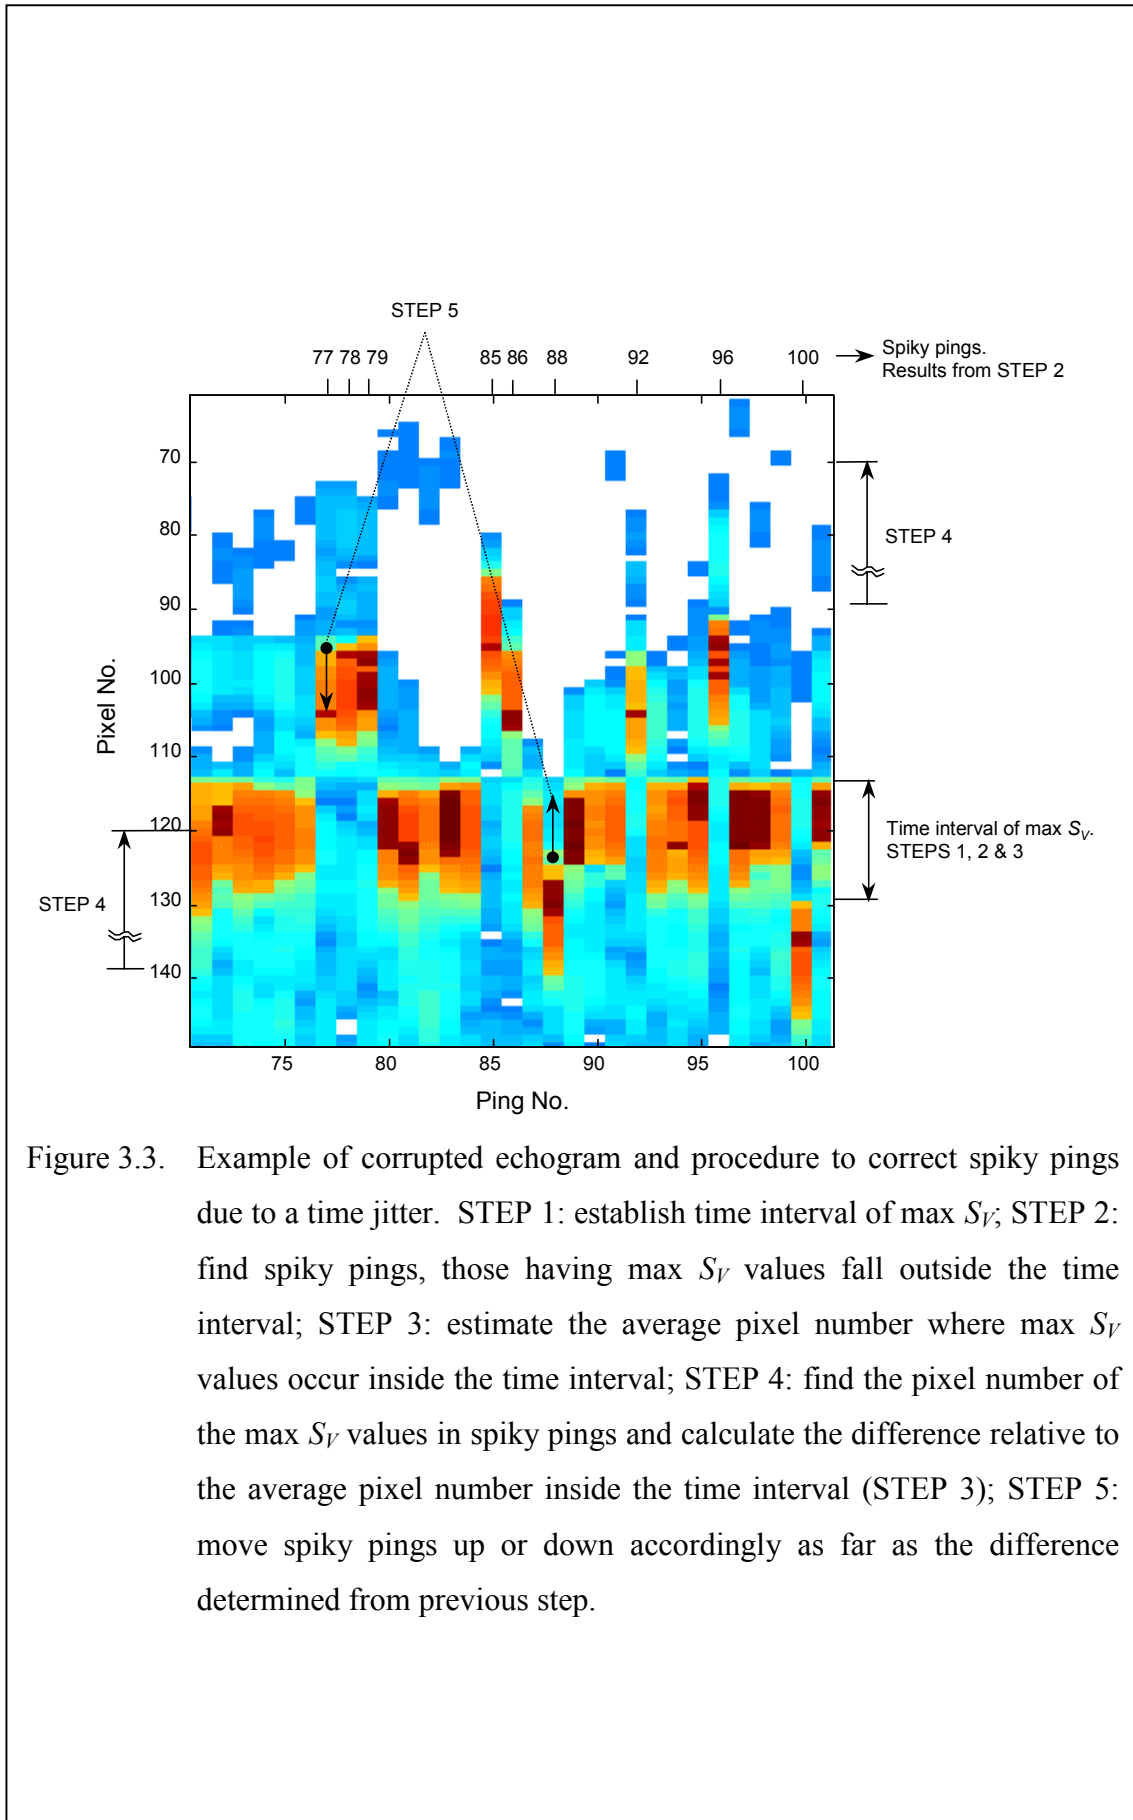 STEP 5
77 78 79 85 86 88 92 96 100
Spiky pings.
Results from STEP 2
70
80
90
100
110
120
130
140
Pixel No.
STEP 4
STEP 4
Time interval of max SV.
STEPS 1, 2 & 3
75 80 85 90 95 100
Ping No.
Figure 3.3. Example of corrupted echogram and procedure to correct spiky pings
due to a time jitter. STEP 1: establish time interval of max SV; STEP 2:
find spiky pings, those having max SV values fall outside the time
interval; STEP 3: estimate the average pixel number where max SV
values occur inside the time interval; STEP 4: find the pixel number of
the max SV values in spiky pings and calculate the difference relative to
the average pixel number inside the time interval (STEP 3); STEP 5:
move spiky pings up or down accordingly as far as the difference
determined from previous step.